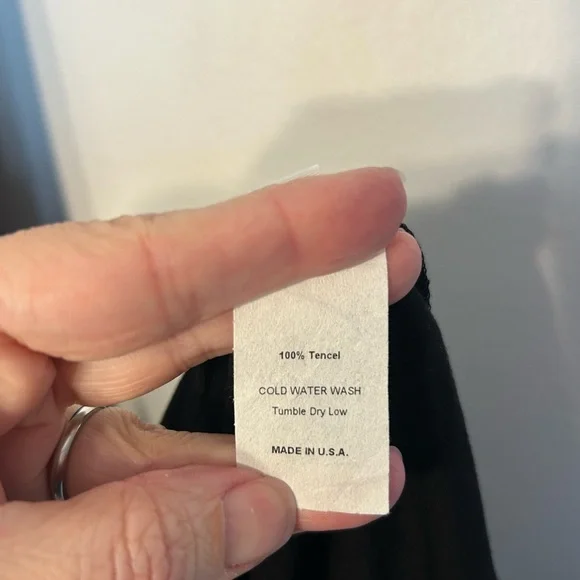 100% Tencel
COLD WATER WASH
Tumble Dry Low
MADE IN U.S.A.